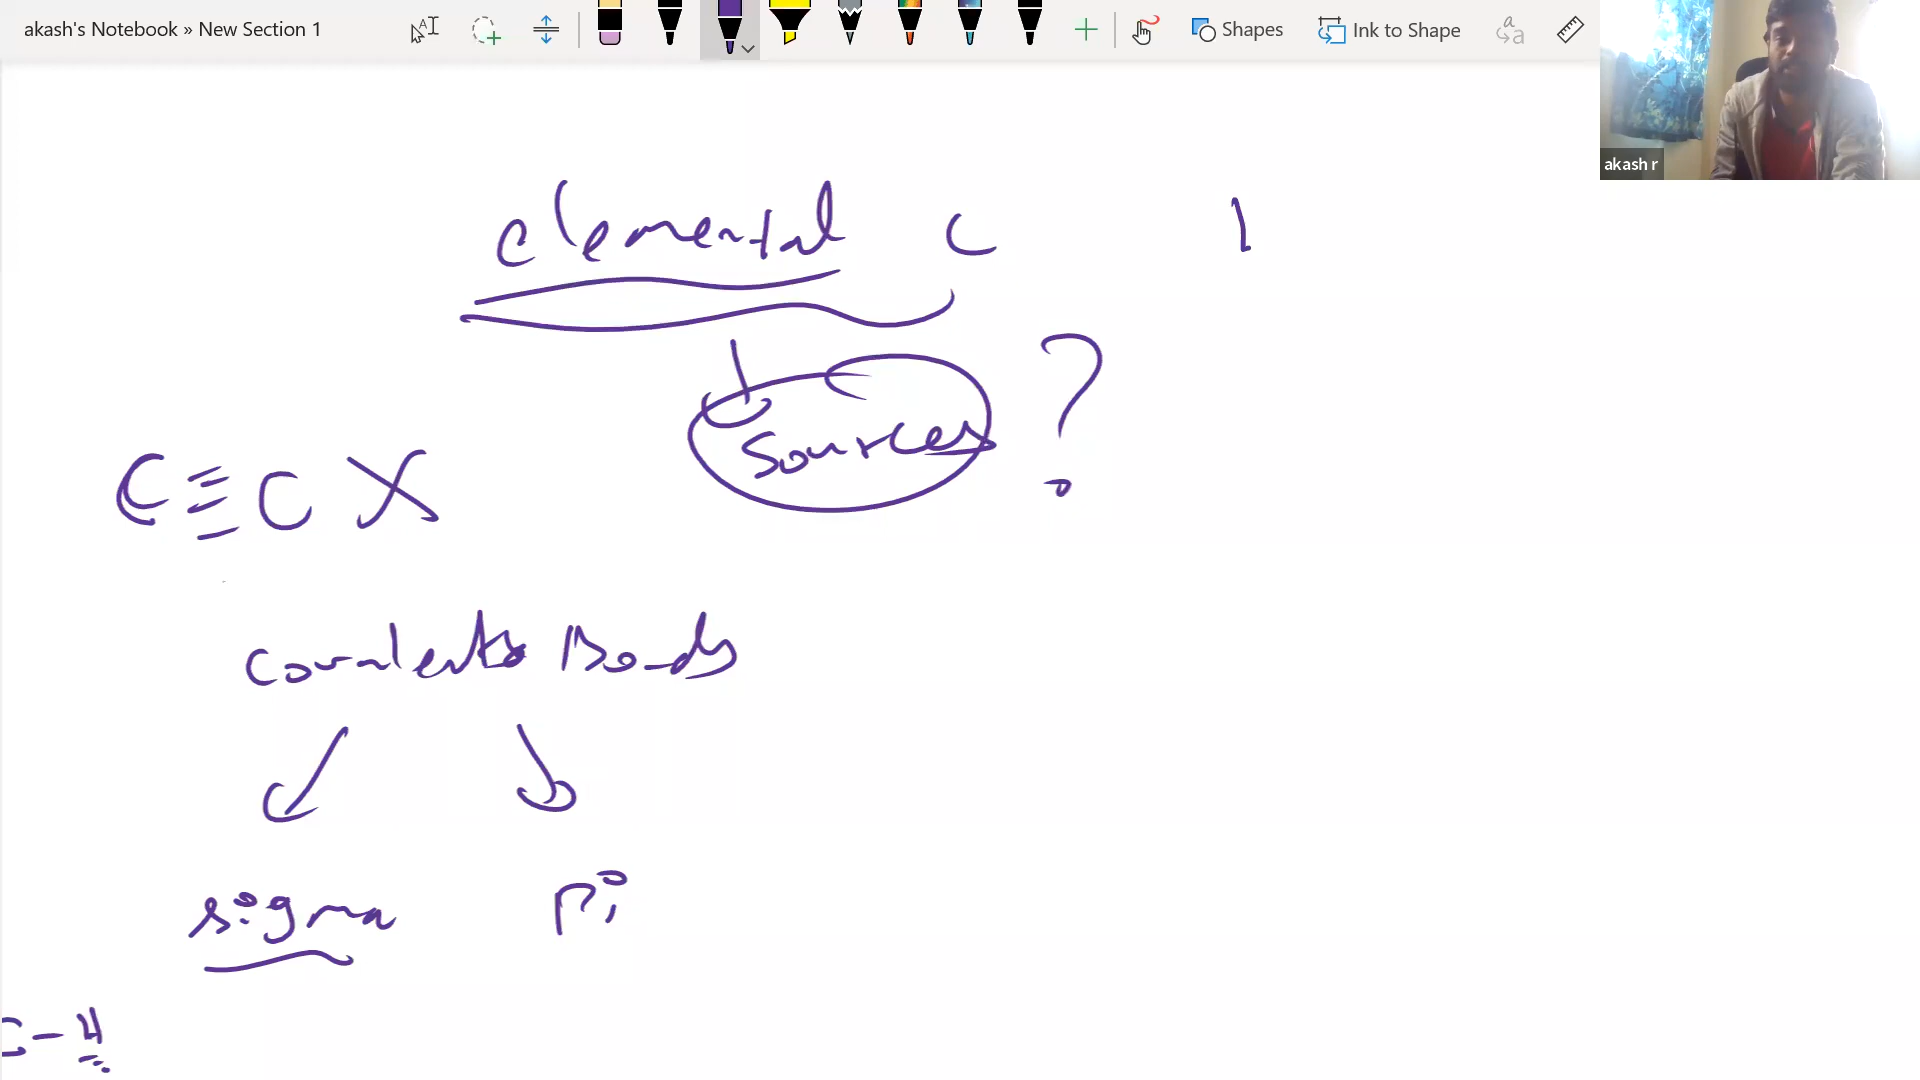 akash's Notebook » New Section 1
Shapes
Ink to Shape
akash r
elemental C
Sources ?
C≡C X
Covalents Bonds
sigma Pi
C-H